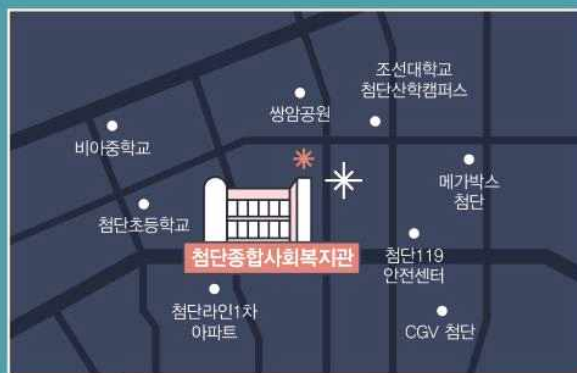 조선대학교
첨단산학캠퍼스
쌍암공원
비아중학교
메가박스
첨단
첨단초등학교
첨단종합사회복지관
첨단119
안전센터
첨단라인1차
아파트
CGV 첨단